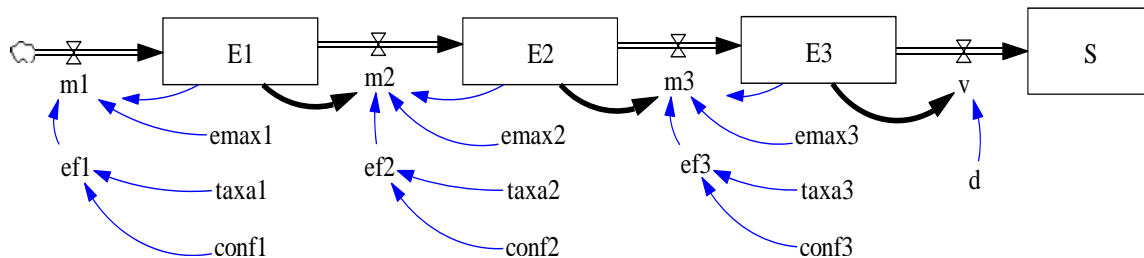 E1
E2
E3
S
m1
m2
m3
v
emax1
emax2
emax3
ef1
ef2
ef3
taxa1
taxa2
taxa3
d
conf1
conf2
conf3